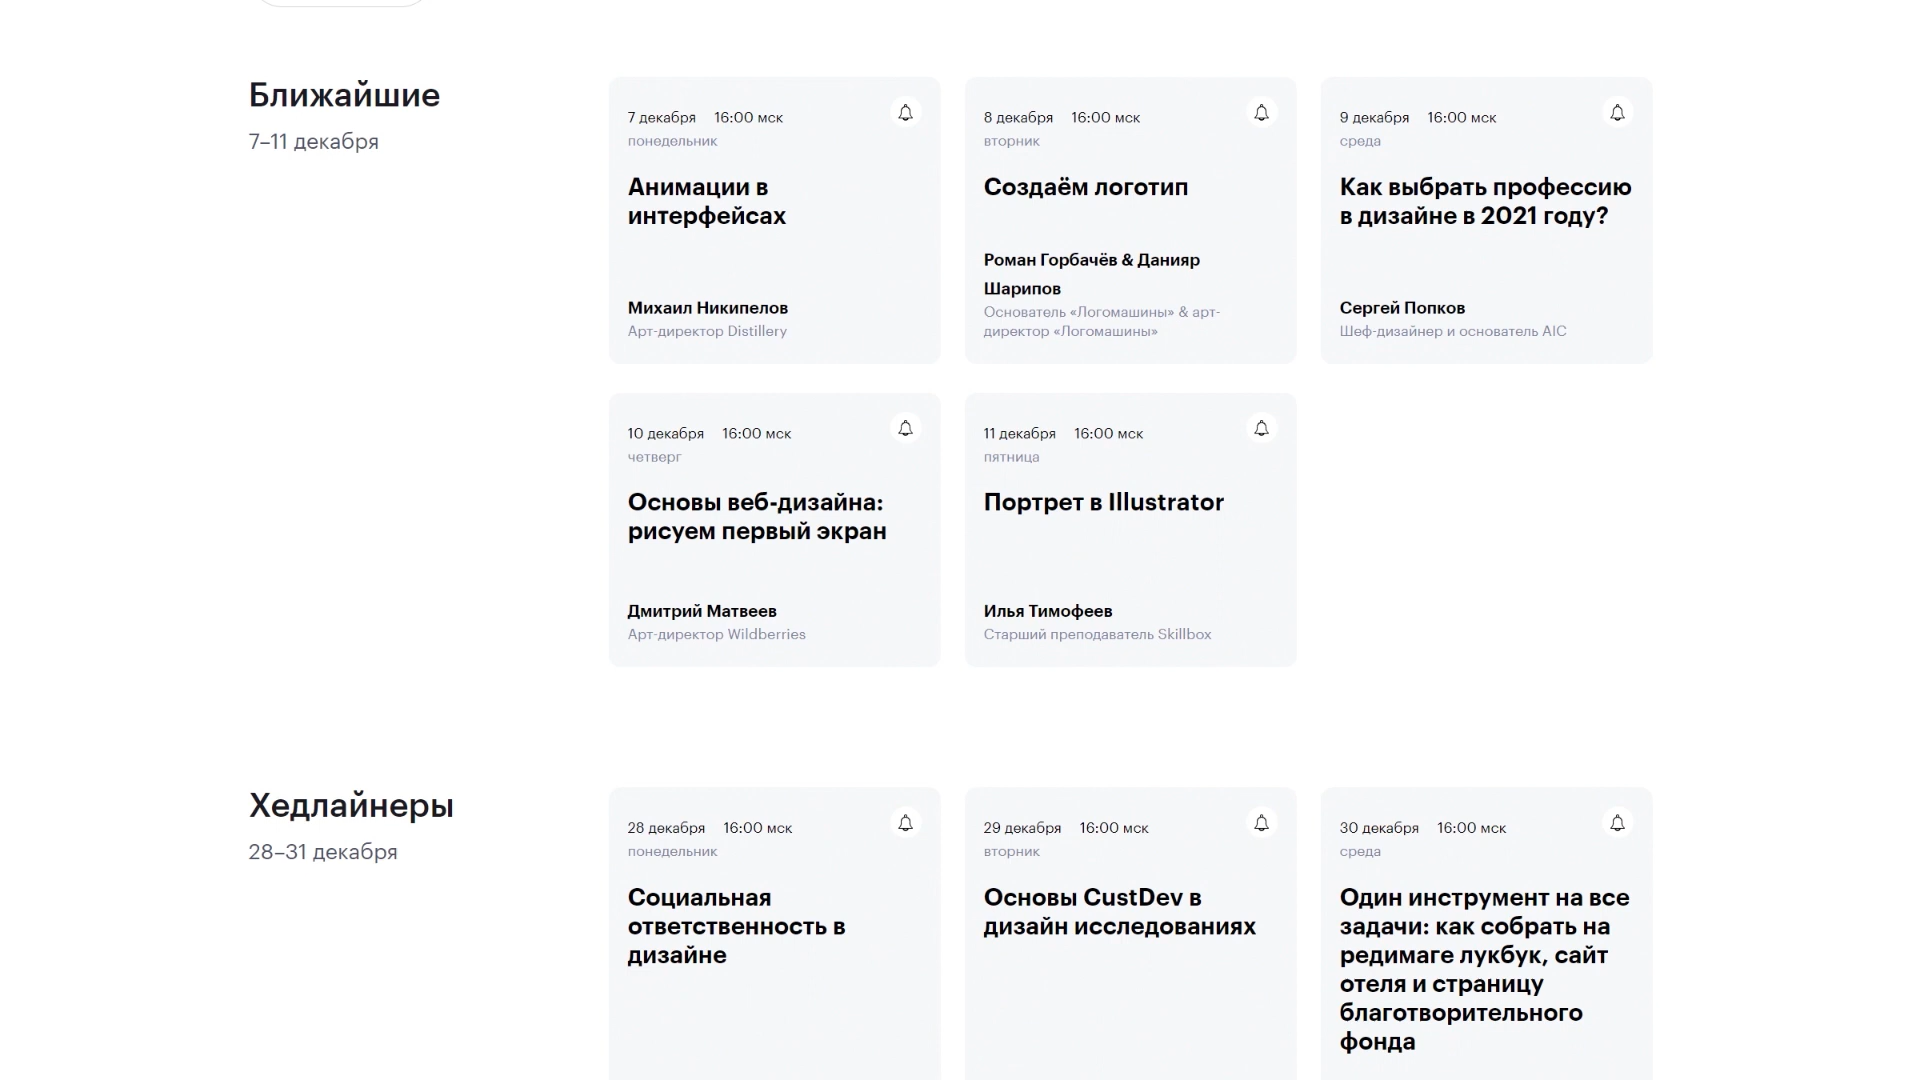 Ближайшие
7–11 декабря
7 декабря 16:00 мск
понедельник
Анимации в
интерфейсах
Михаил Никипелов
Арт-директор Distillery
8 декабря 16:00 мск
вторник
Создаём логотип
Роман Горбачёв & Данияр
Шарипов
Основатель «Логомашины» & арт-
директор «Логомашины»
9 декабря 16:00 мск
среда
Как выбрать профессию
в дизайне в 2021 году?
Сергей Попков
Шеф-дизайнер и основатель AIC
10 декабря 16:00 мск
четверг
Основы веб-дизайна:
рисуем первый экран
Дмитрий Матвеев
Арт-директор Wildberries
11 декабря 16:00 мск
пятница
Портрет в Illustrator
Илья Тимофеев
Старший преподаватель Skillbox
Хедлайнеры
28–31 декабря
28 декабря 16:00 мск
понедельник
Социальная
ответственность в
дизайне
29 декабря 16:00 мск
вторник
Основы CustDev в
дизайн исследованиях
30 декабря 16:00 мск
среда
Один инструмент на все
задачи: как собрать на
редимаге лукбук, сайт
отеля и страницу
благотворительного
фонда